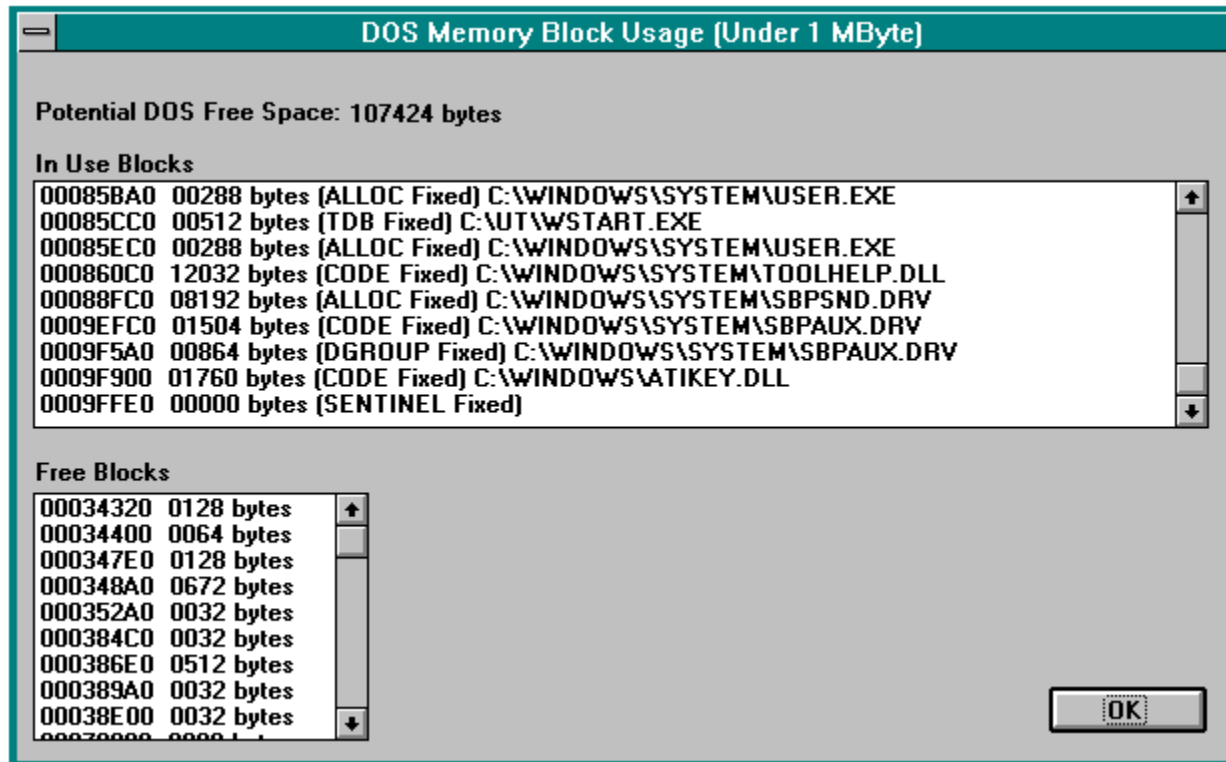 DOS Memory Block Usage (Under 1 MByte)
Potential DOS Free Space: 107424 bytes
In Use Blocks
00085BA0 00288 bytes (ALLOC Fixed) C:\WINDOWS\SYSTEM\USER.EXE
00085CC0 00512 bytes (TDB Fixed) C:\UT\WSTART.EXE
00085EC0 00288 bytes (ALLOC Fixed) C:\WINDOWS\SYSTEM\USER.EXE
000860C0 12032 bytes (CODE Fixed) C:\WINDOWS\SYSTEM\TOOLHELP.DLL
00088FC0 08192 bytes (ALLOC Fixed) C:\WINDOWS\SYSTEM\SBPSND.DRV
0009EFC0 01504 bytes (CODE Fixed) C:\WINDOWS\SYSTEM\SBPAUX.DRV
0009F5A0 00864 bytes (DGROUP Fixed) C:\WINDOWS\SYSTEM\SBPAUX.DRV
0009F900 01760 bytes (CODE Fixed) C:\WINDOWS\ATIKEY.DLL
0009FFE0 00000 bytes (SENTINEL Fixed)
Free Blocks
00034320 0128 bytes
00034400 0064 bytes
000347E0 0128 bytes
000348A0 0672 bytes
000352A0 0032 bytes
000384C0 0032 bytes
000386E0 0512 bytes
000389A0 0032 bytes
00038E00 0032 bytes
OK